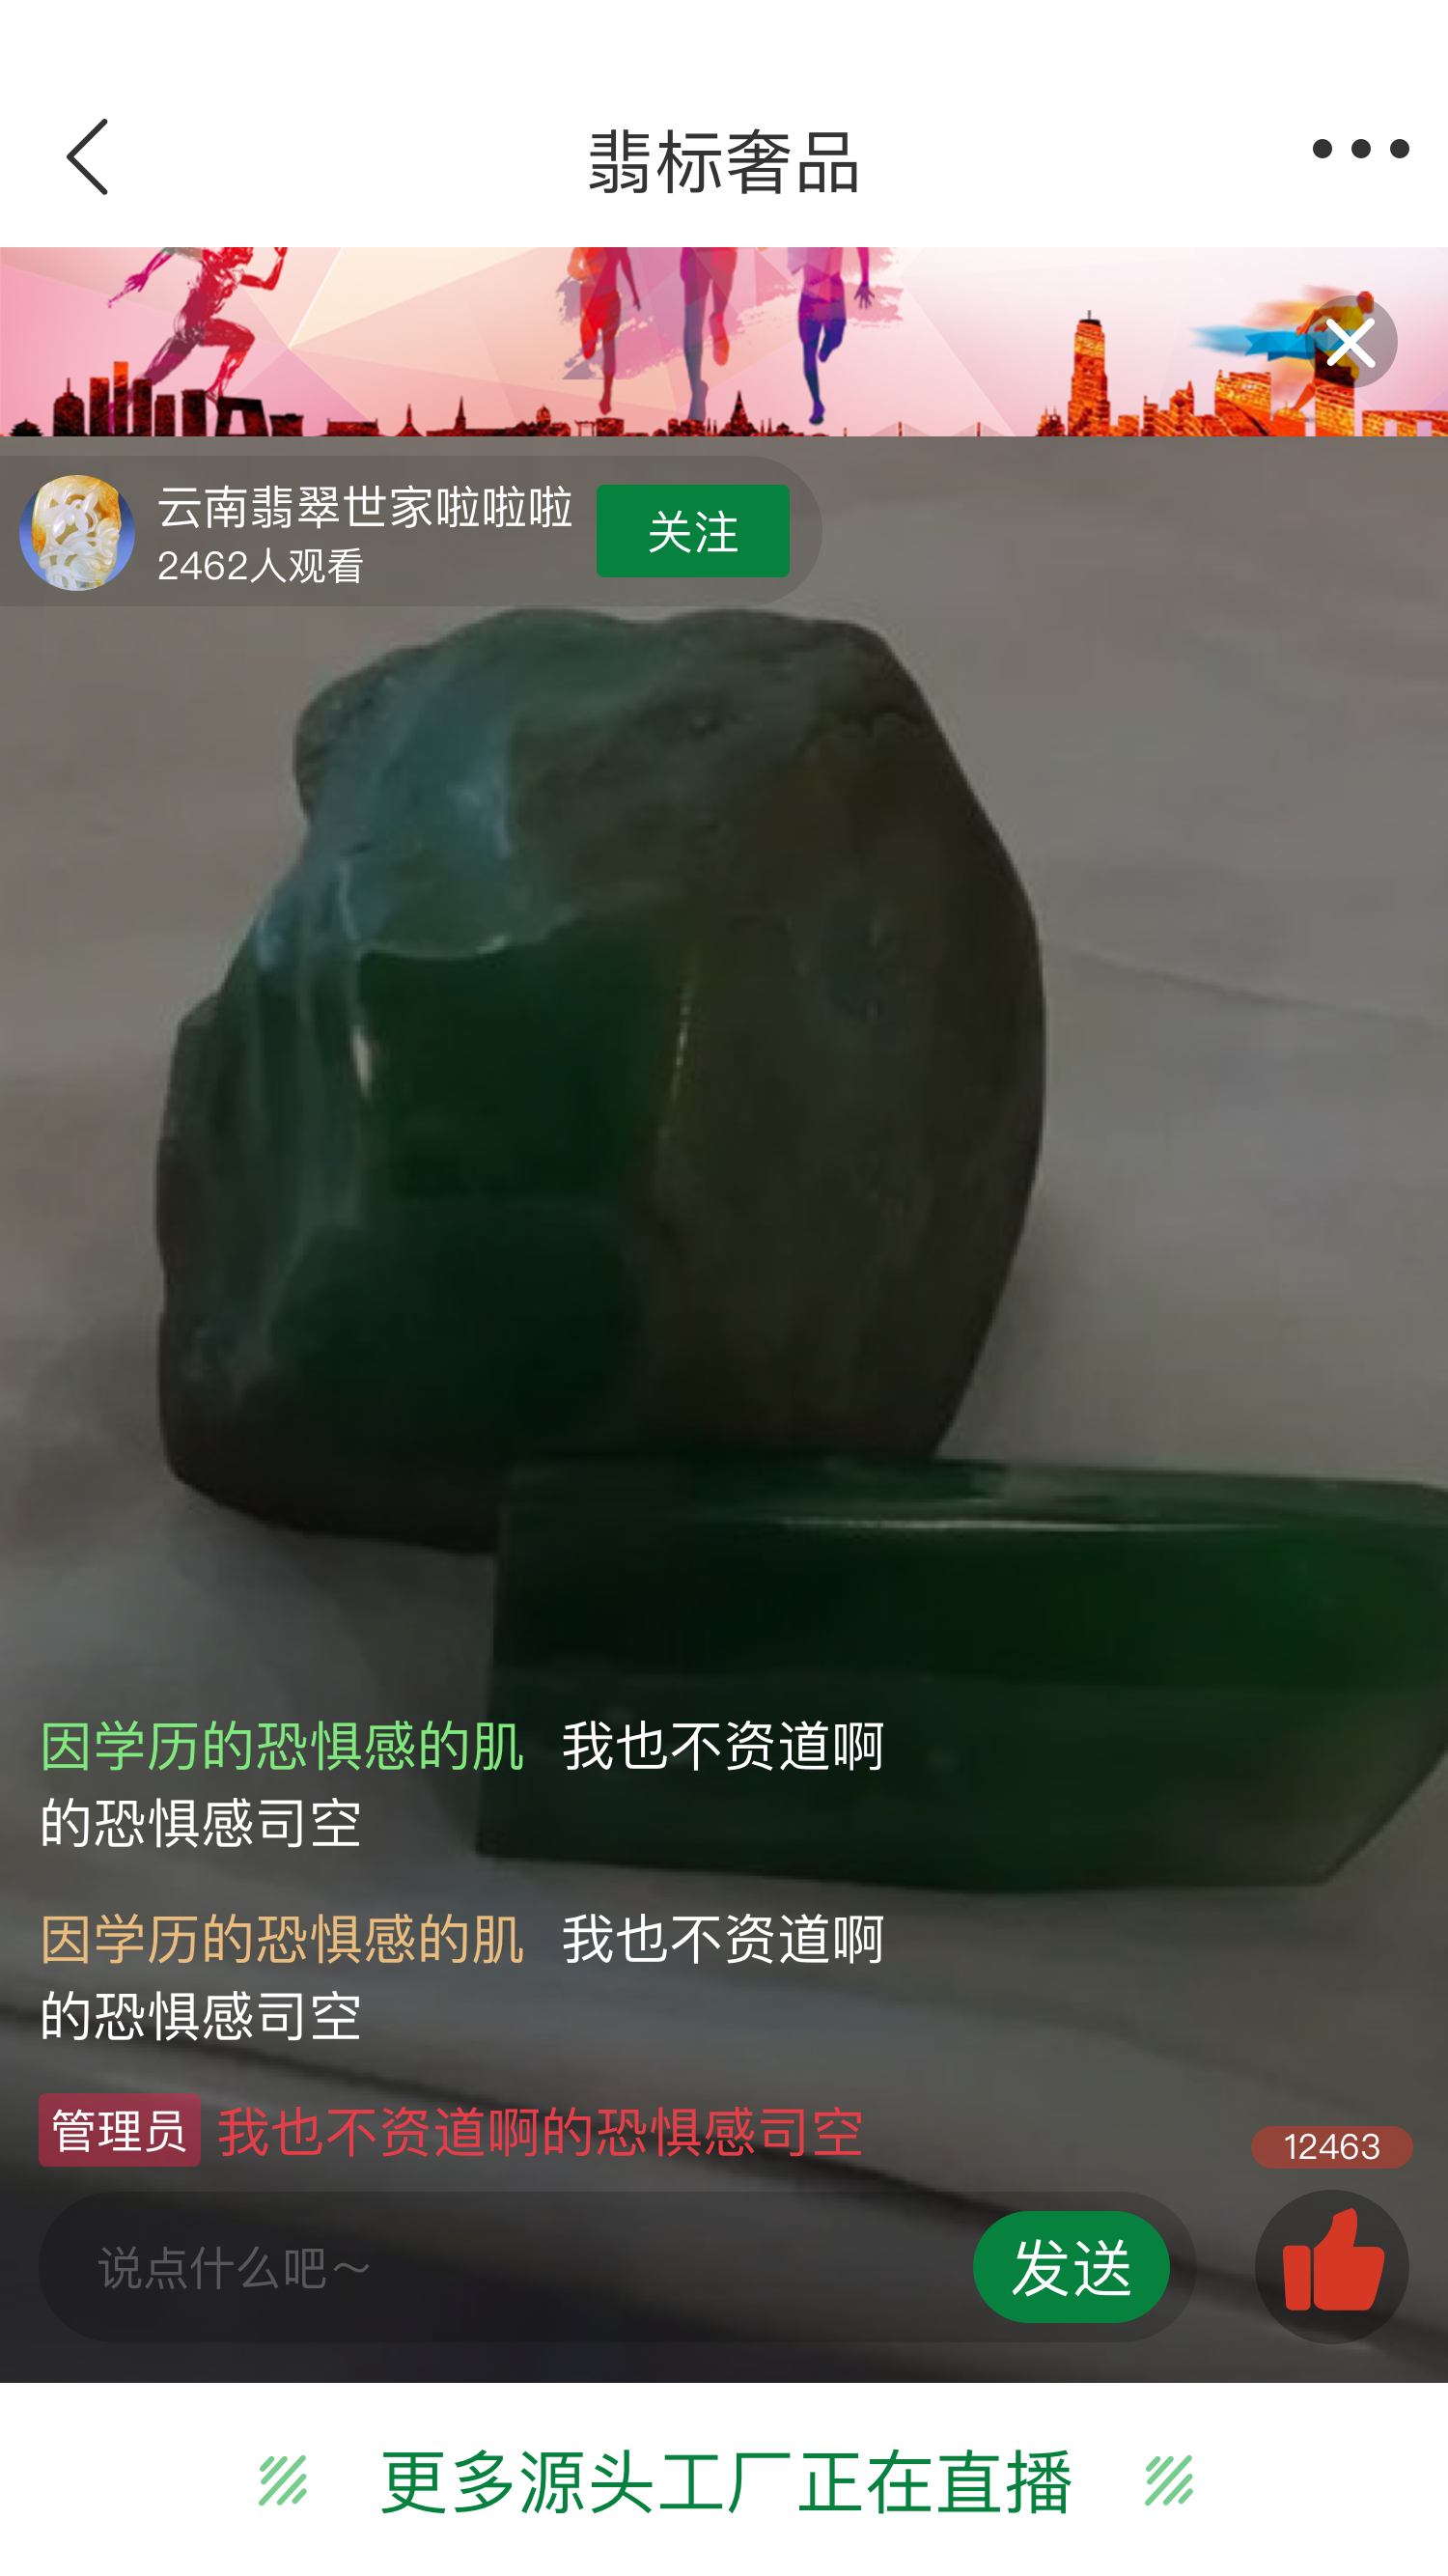 翡标奢品
云南翡翠世家啦啦啦
关注
2462人观看
因学历的恐惧感的肌 我也不资道啊
的恐惧感司空
因学历的恐惧感的肌 我也不资道啊
的恐惧感司空
管理员 我也不资道啊的恐惧感司空
12463
说点什么吧～
发送
更多源头工厂正在直播